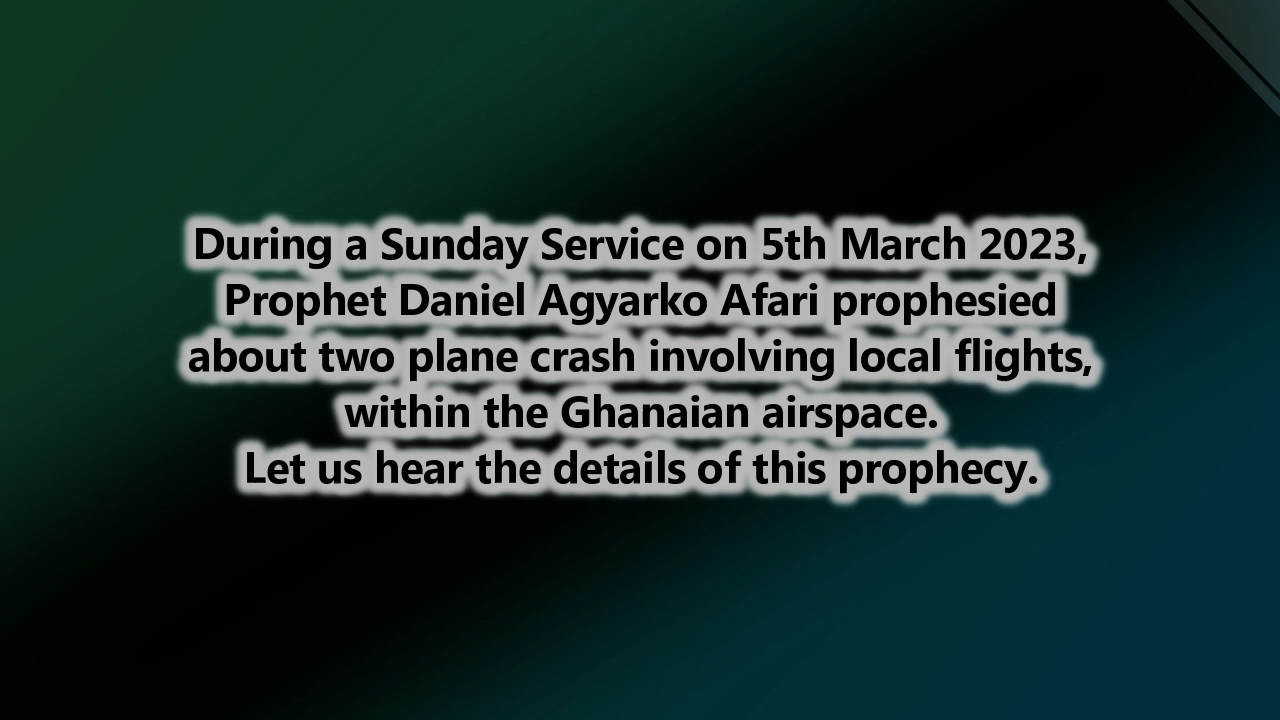 During a Sunday Service on 5th March 2023,
Prophet Daniel Agyarko Afari prophesied
about two plane crash involving local flights,
within the Ghanaian airspace.
Let us hear the details of this prophecy.